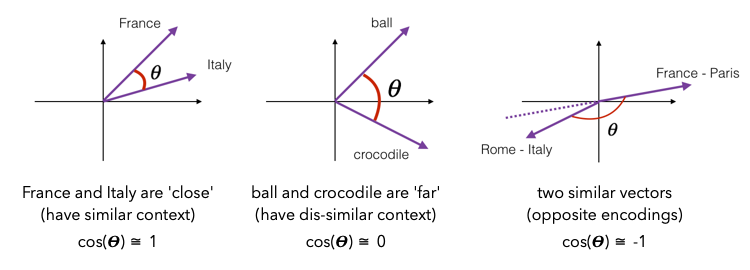 France
Italy
θ
France and Italy are 'close'
(have similar context)
cos(θ) ≅ 1
ball
θ
crocodile
ball and crocodile are 'far'
(have dis-similar context)
cos(θ) ≅ 0
France - Paris
Rome - Italy
θ
two similar vectors
(opposite encodings)
cos(θ) ≅ -1